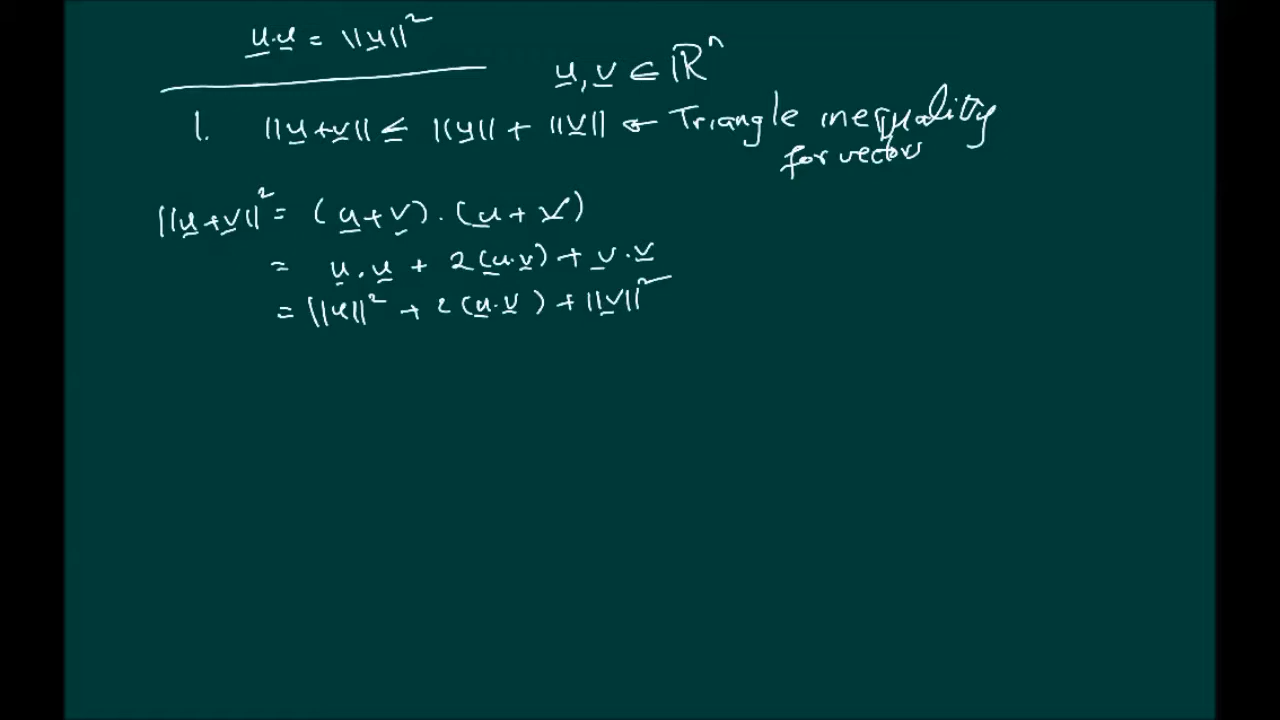 u·u = ||u||²
u, v ∈ ℝⁿ
1. ||u+v|| ≤ ||u|| + ||v|| ← Triangle inequality
for vectors
||u+v||² = (u+v)·(u+v)
= u·u + 2(u·v) + v·v
= ||u||² + 2(u·v) + ||v||²